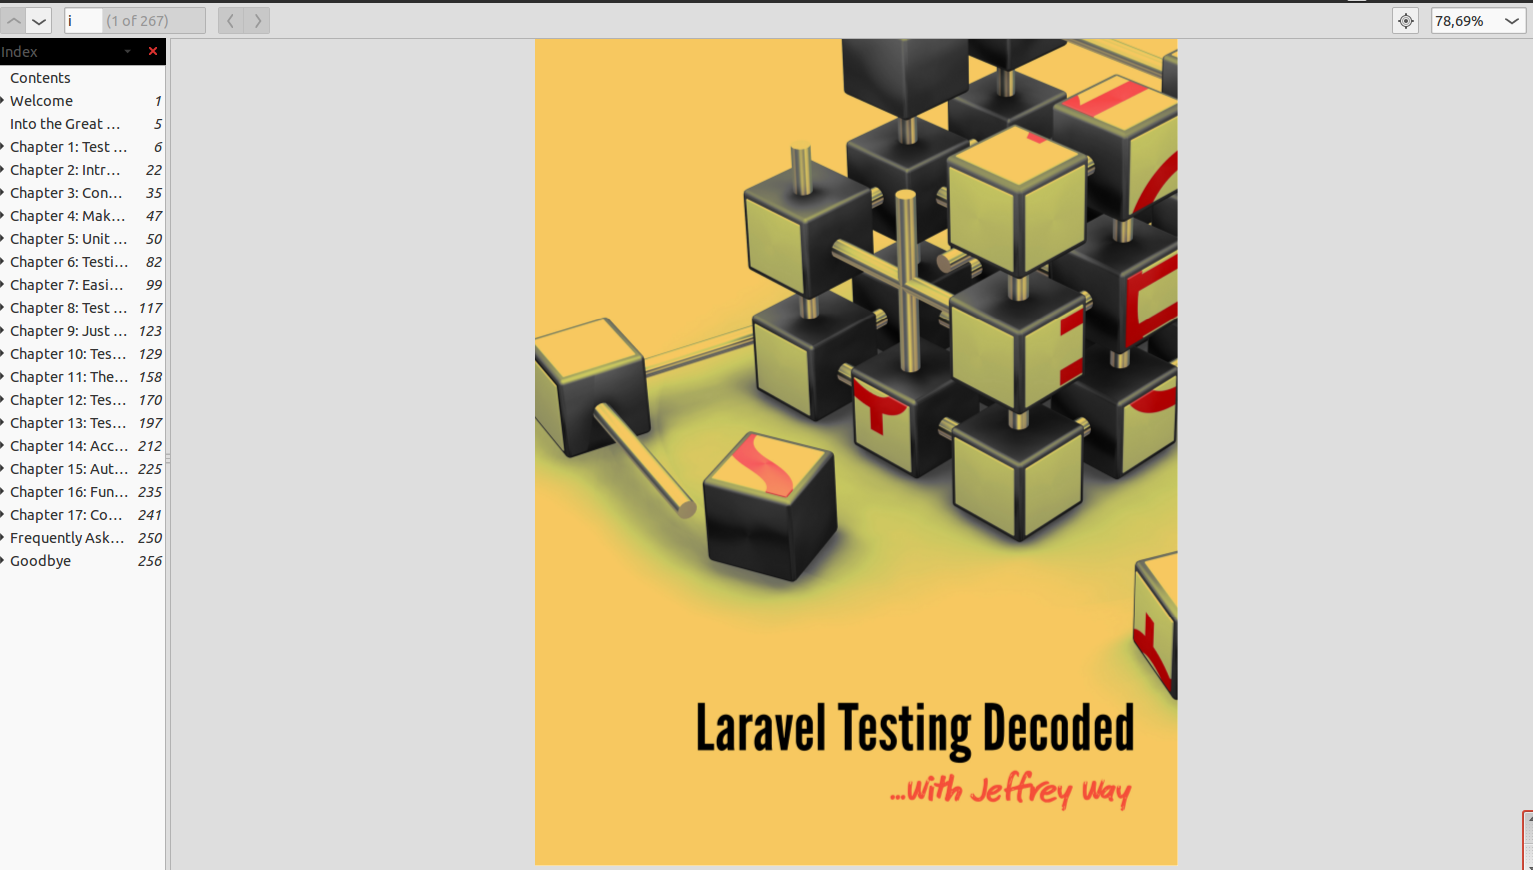 i (1 of 267)
78,69%
Index
Contents
Welcome 1
Into the Great ... 5
Chapter 1: Test ... 6
Chapter 2: Intr... 22
Chapter 3: Con... 35
Chapter 4: Mak... 47
Chapter 5: Unit ... 50
Chapter 6: Testi... 82
Chapter 7: Easi... 99
Chapter 8: Test ... 117
Chapter 9: Just ... 123
Chapter 10: Tes... 129
Chapter 11: The... 158
Chapter 12: Tes... 170
Chapter 13: Tes... 197
Chapter 14: Acc... 212
Chapter 15: Aut... 225
Chapter 16: Fun... 235
Chapter 17: Co... 241
Frequently Ask... 250
Goodbye 256
Laravel Testing Decoded
...with Jeffrey Way